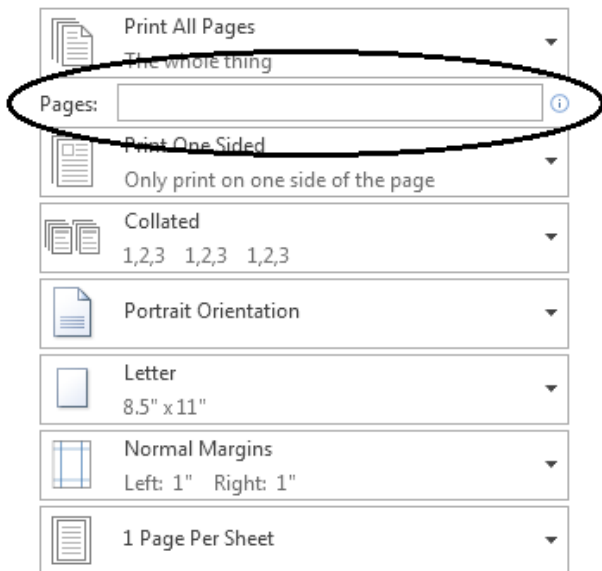 Print All Pages
The whole thing
Pages:
Print One Sided
Only print on one side of the page
Collated
1,2,3 1,2,3 1,2,3
Portrait Orientation
Letter
8.5" x 11"
Normal Margins
Left: 1" Right: 1"
1 Page Per Sheet